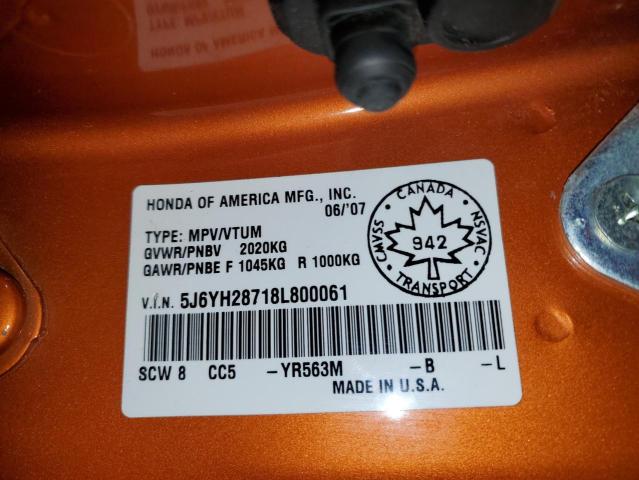 HONDA OF AMERICA MFG., INC.
06/'07
TYPE: MPV/VTUM
GVWR/PNBV 2020KG
GAWR/PNBE F 1045KG R 1000KG
CANADA
CMVSS
NSVAC
942
TRANSPORT
V.I.N. 5J6YH28718L800061
SCW 8 CC5 -YR563M -B -L
MADE IN U.S.A.